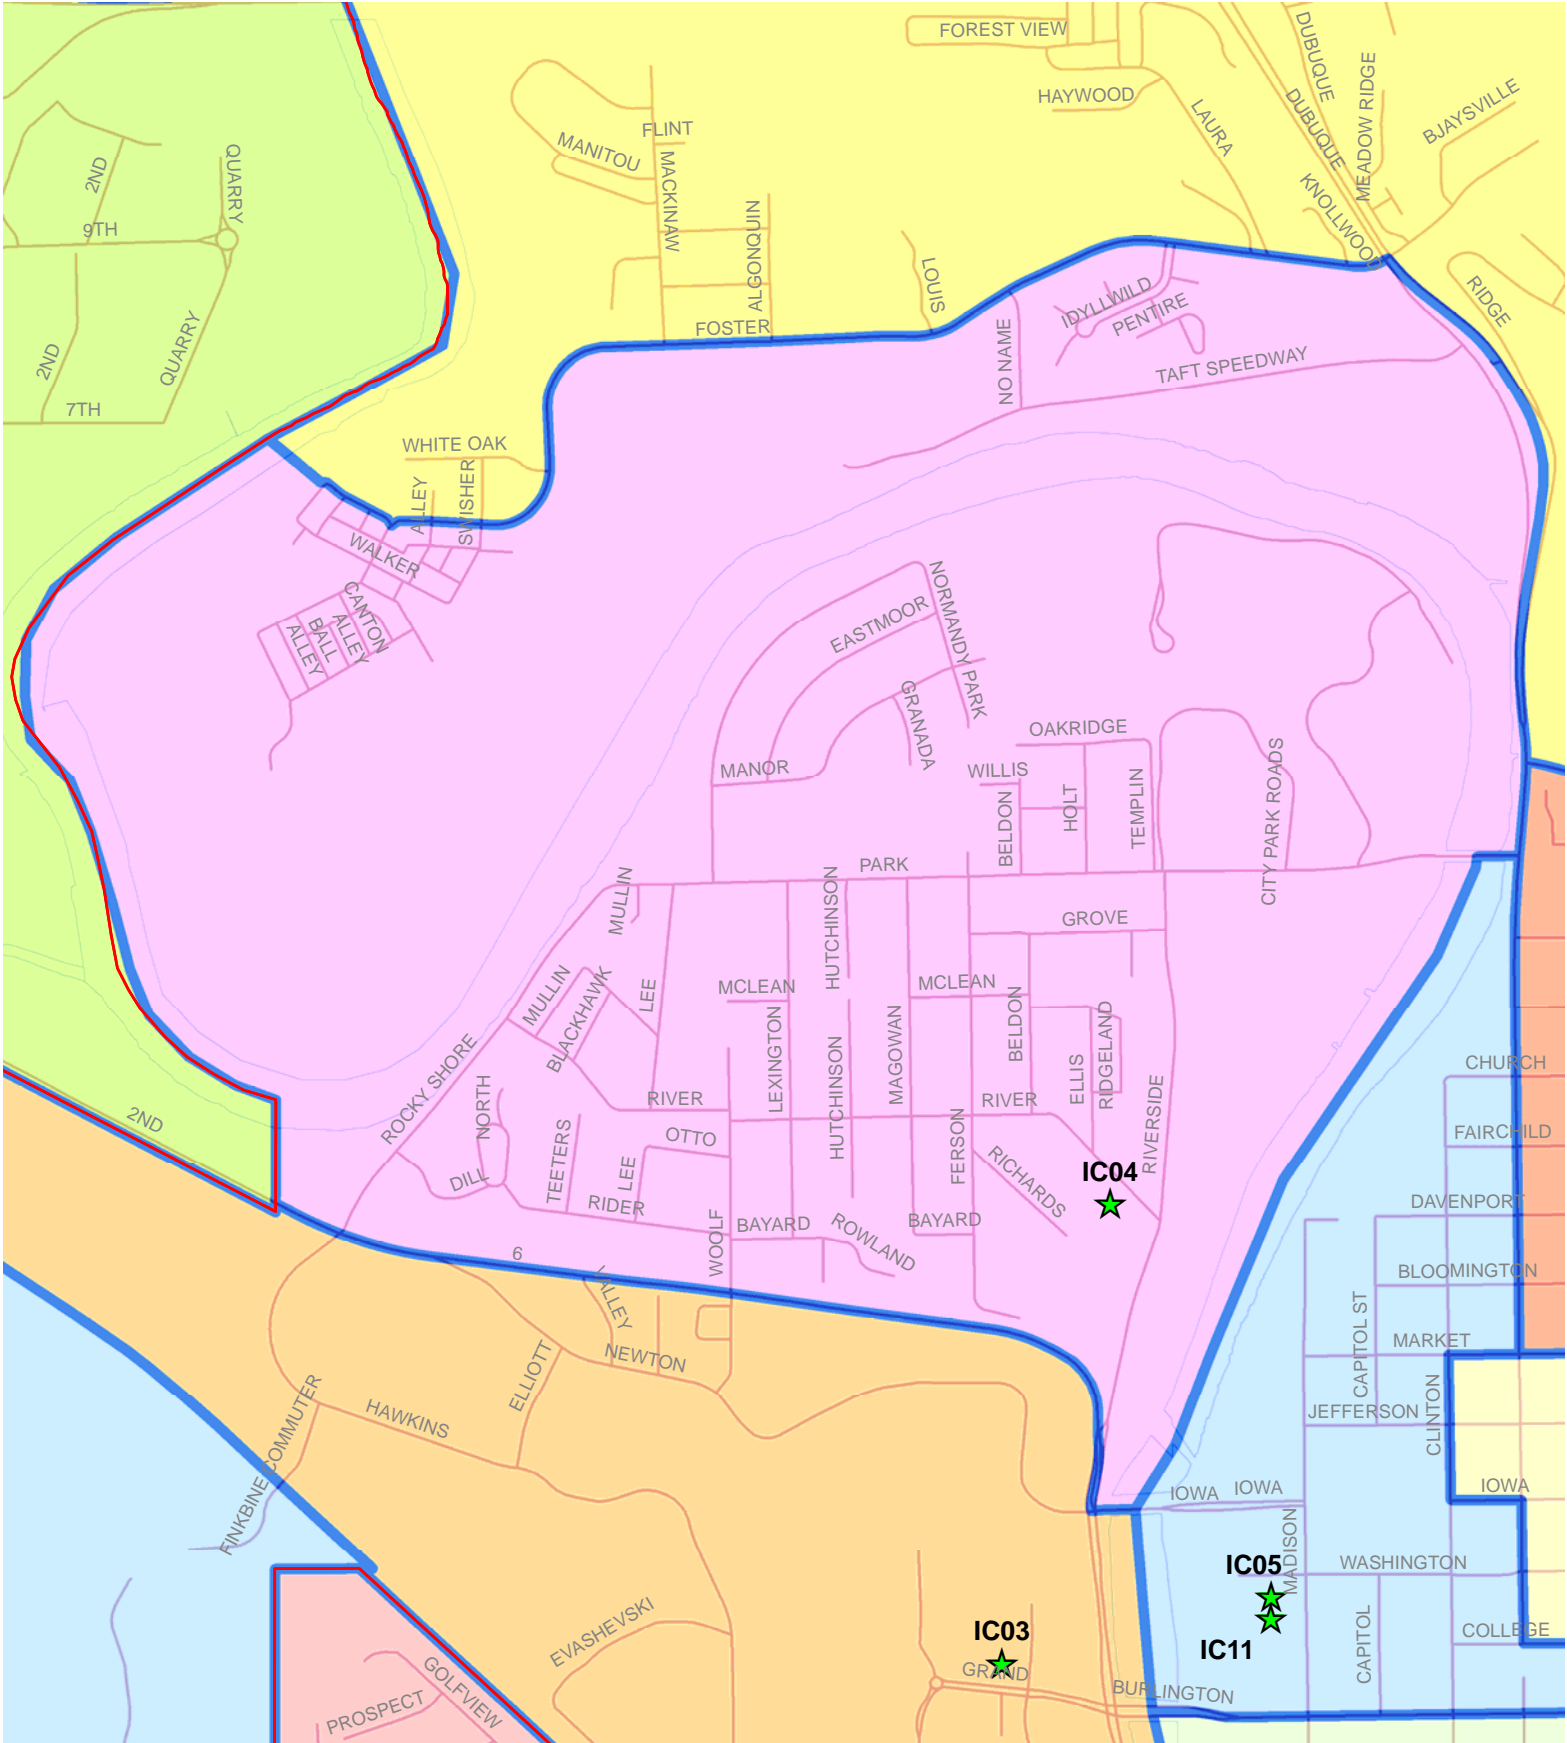 FOREST VIEW
DUBUQUE
HAYWOOD
DUBUQUE
MEADOW RIDGE
BJAYSVILLE
LAURA
FLINT
MANITOU
MACKINAW
2ND
QUARRY
KNOLLWOOD
9TH
ALGONQUIN
LOUIS
IDYLLWILD
PENTIRE
RIDGE
FOSTER
NO NAME
2ND
QUARRY
TAFT SPEEDWAY
7TH
WHITE OAK
ALLEY
SWISHER
WALKER
CANTON
ALLEY
BALL
ALLEY
NORMANDY PARK
EASTMOOR
GRANADA
OAKRIDGE
MANOR
WILLIS
BELDON
HOLT
TEMPLIN
CITY PARK ROADS
PARK
MULLIN
HUTCHINSON
GROVE
MULLIN
BLACKHAWK
LEE
MCLEAN
MCLEAN
LEXINGTON
MAGOWAN
BELDON
ELLIS
RIDGELAND
ROCKY SHORE
NORTH
RIVER
HUTCHINSON
RIVER
RIVERSIDE
CHURCH
2ND
OTTO
FERSON
FAIRCHILD
TEETERS
LEE
DILL
RICHARDS
IC04
RIDER
WOOLF
BAYARD
ROWLAND
BAYARD
DAVENPORT
6
VALLEY
BLOOMINGTON
CAPITOL ST
MARKET
NEWTON
ELLIOTT
HAWKINS
JEFFERSON
CLINTON
FINKBINE COMMUTER
IOWA
IOWA
IOWA
MADISON
IC05
WASHINGTON
IC03
IC11
CAPITOL
COLLEGE
EVASHEVSKI
GRAND
GOLFVIEW
PROSPECT
BURLINGTON